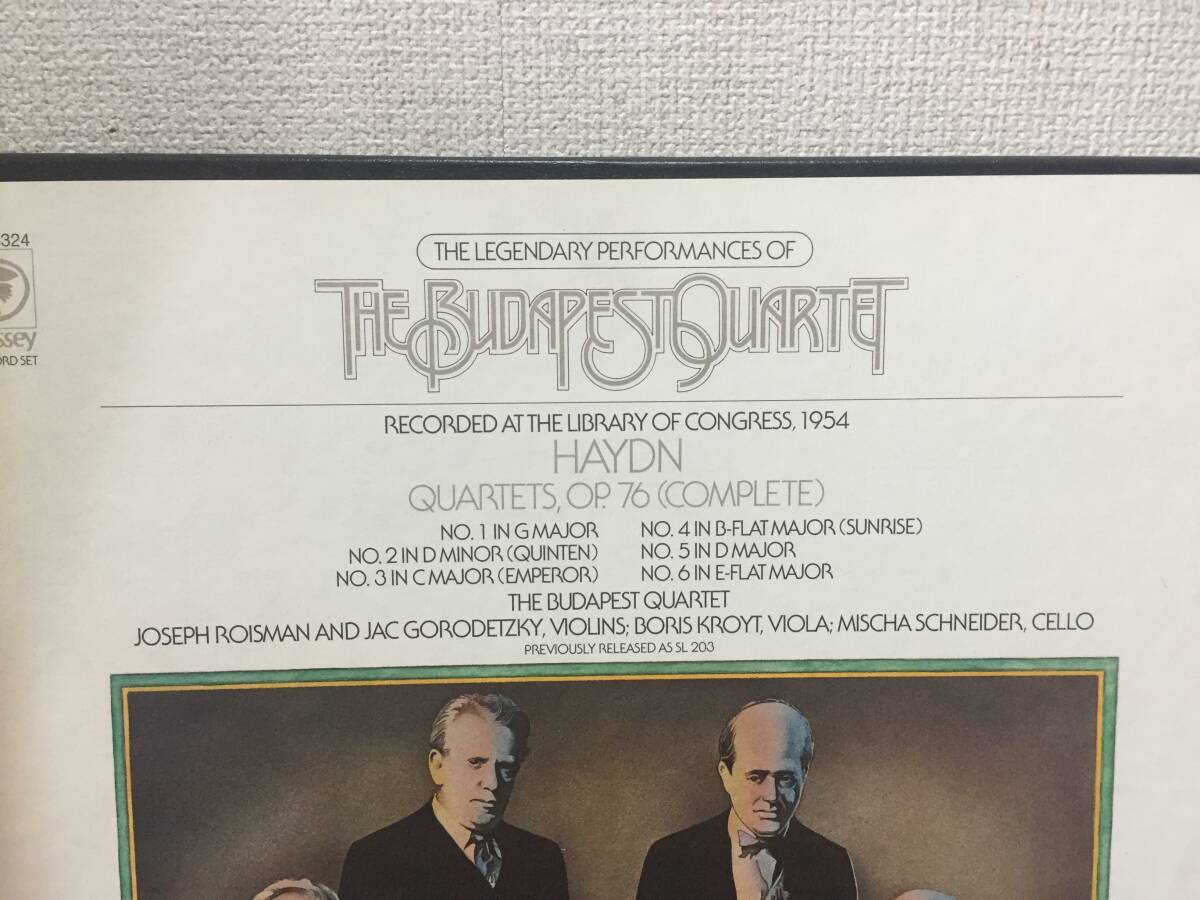 324
THE LEGENDARY PERFORMANCES OF
THE BUDAPEST QUARTET
RECORDED AT THE LIBRARY OF CONGRESS, 1954
HAYDN
QUARTETS, OP. 76 (COMPLETE)
NO. 1 IN G MAJOR
NO. 2 IN D MINOR (QUINTEN)
NO. 3 IN C MAJOR (EMPEROR)
NO. 4 IN B-FLAT MAJOR (SUNRISE)
NO. 5 IN D MAJOR
NO. 6 IN E-FLAT MAJOR
THE BUDAPEST QUARTET
JOSEPH ROISMAN AND JAC GORODETZKY, VIOLINS; BORIS KROYT, VIOLA; MISCHA SCHNEIDER, CELLO
PREVIOUSLY RELEASED AS SL 203